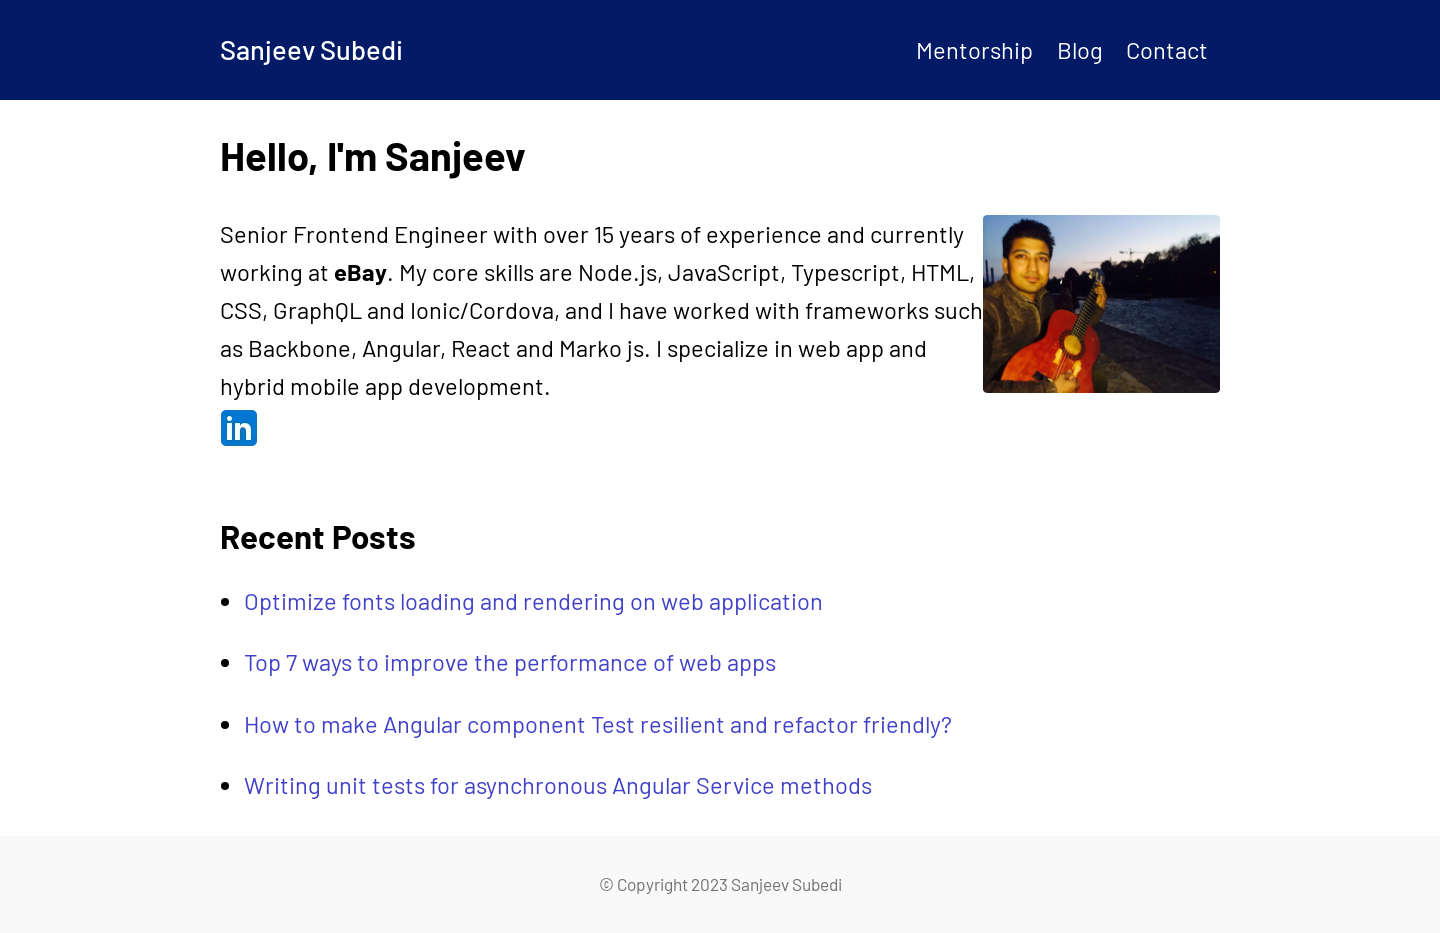 Sanjeev Subedi
Mentorship Blog Contact
Hello, I'm Sanjeev
Senior Frontend Engineer with over 15 years of experience and currently
working at eBay. My core skills are Node.js, JavaScript, Typescript, HTML,
CSS, GraphQL and Ionic/Cordova, and I have worked with frameworks such
as Backbone, Angular, React and Marko js. I specialize in web app and
hybrid mobile app development.
in
Recent Posts
Optimize fonts loading and rendering on web application
Top 7 ways to improve the performance of web apps
How to make Angular component Test resilient and refactor friendly?
Writing unit tests for asynchronous Angular Service methods
© Copyright 2023 Sanjeev Subedi